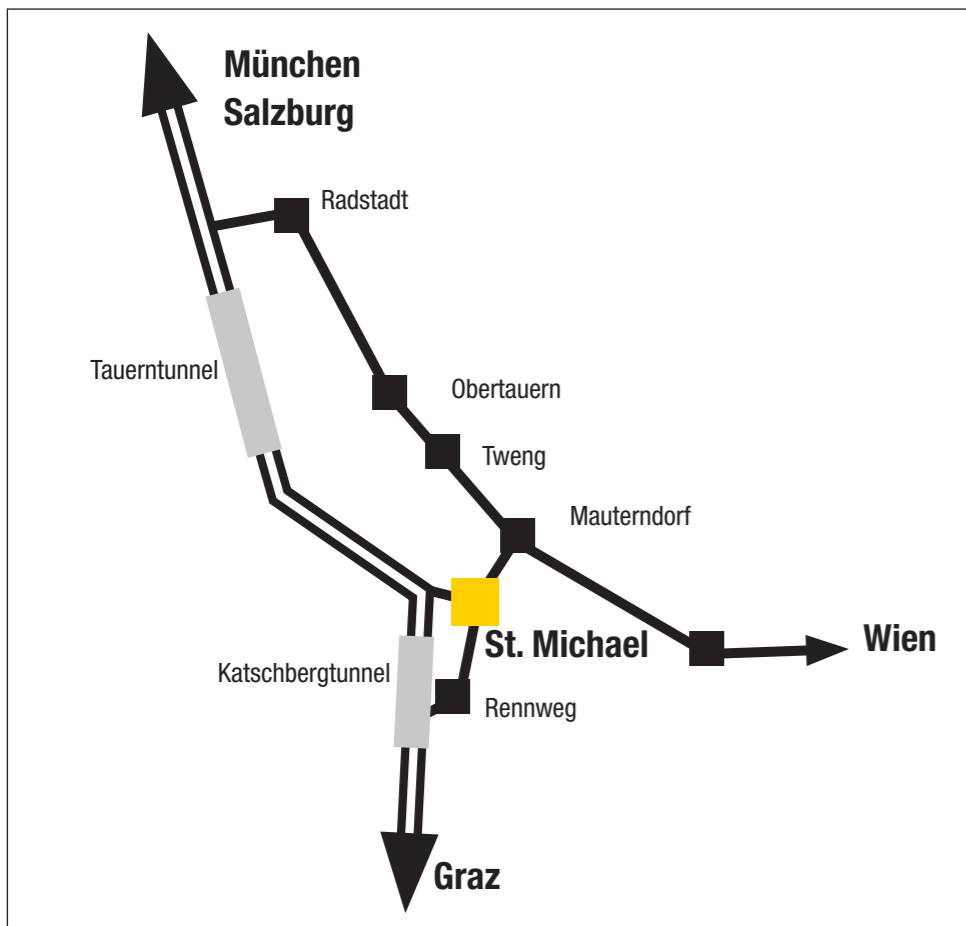 München
Salzburg
Radstadt
Tauerntunnel
Obertauern
Tweng
Mauterndorf
St. Michael
Wien
Katschbergtunnel
Rennweg
Graz